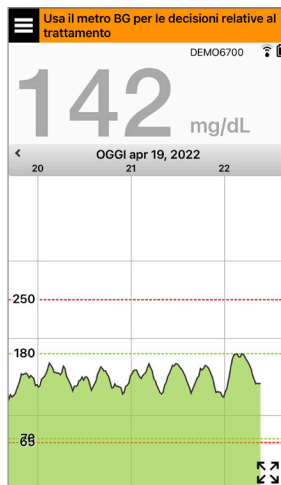 Usa il metro BG per le decisioni relative al
trattamento
DEMO6700
142 mg/dL
OGGI apr 19, 2022
20 21 22
250
180
70
65